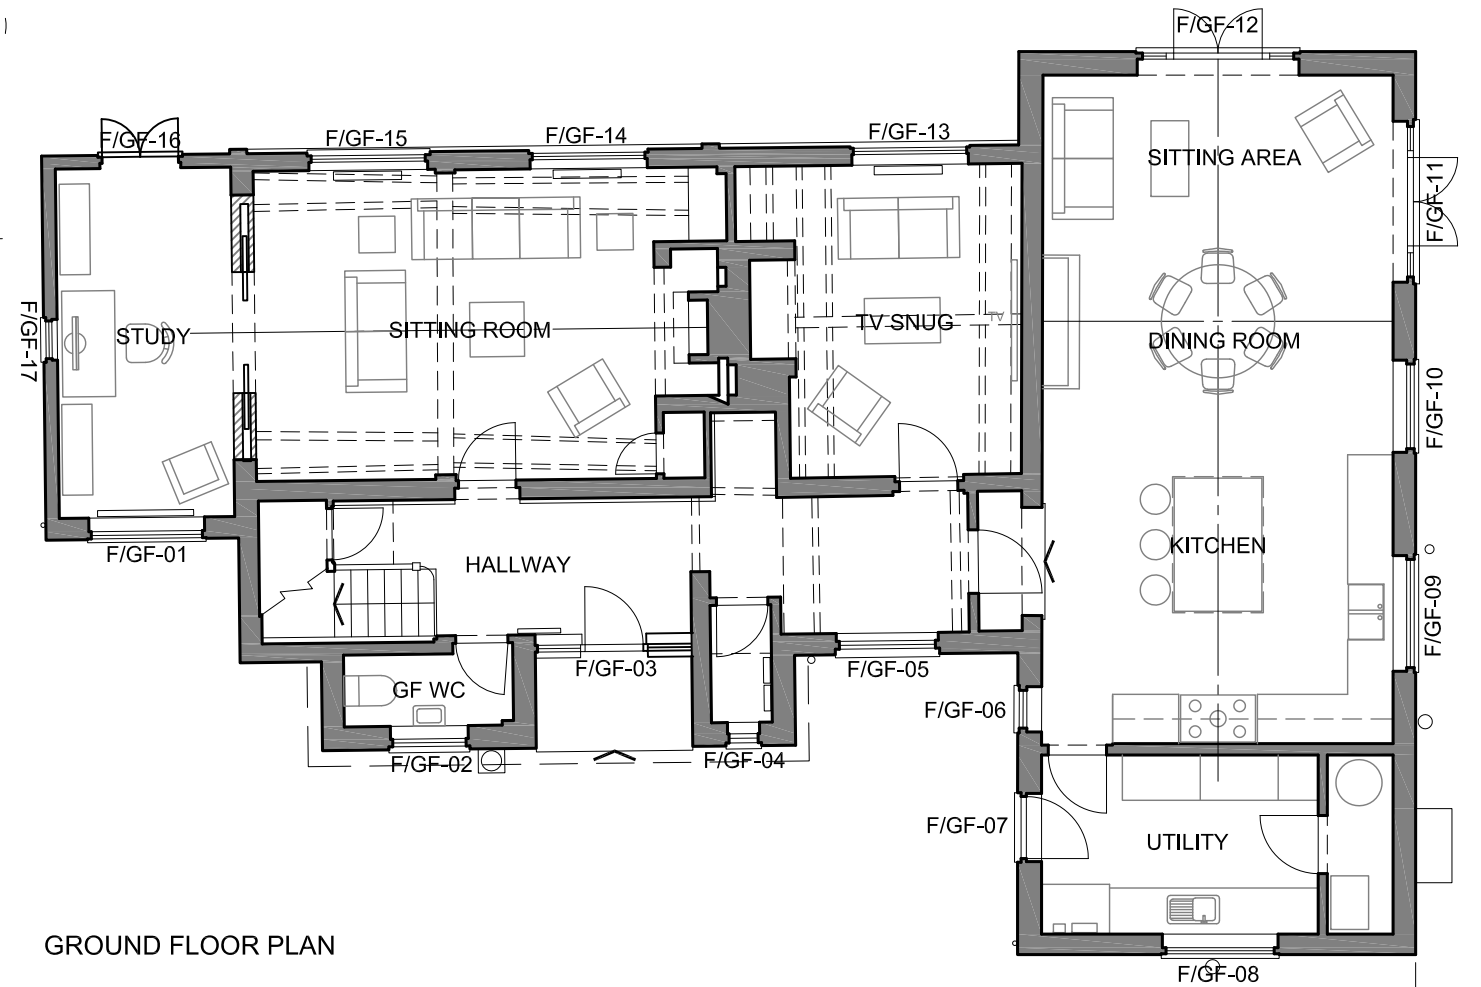 F/GF-12
F/GF-16
F/GF-15
F/GF-14
F/GF-13
SITTING AREA
F/GF-11
F/GF-17
STUDY
SITTING ROOM
TV SNUG
TV
DINING ROOM
F/GF-10
F/GF-01
HALLWAY
KITCHEN
F/GF-09
F/GF-03
F/GF-05
GF WC
F/GF-06
F/GF-02
F/GF-04
F/GF-07
UTILITY
GROUND FLOOR PLAN
F/GF-08